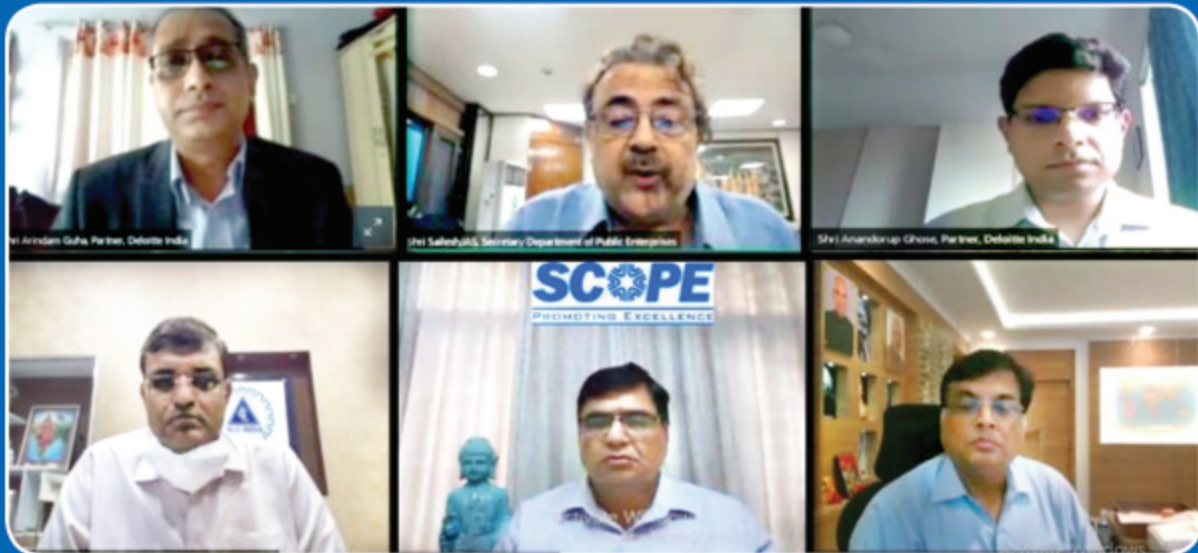 hri Arindam Guha, Partner, Deloitte India
Shri Sailesh, IAS, Secretary Department of Public Enterprises
Shri Anandorup Ghose, Partner, Deloitte India
SCOPE
PROMOTING EXCELLENCE